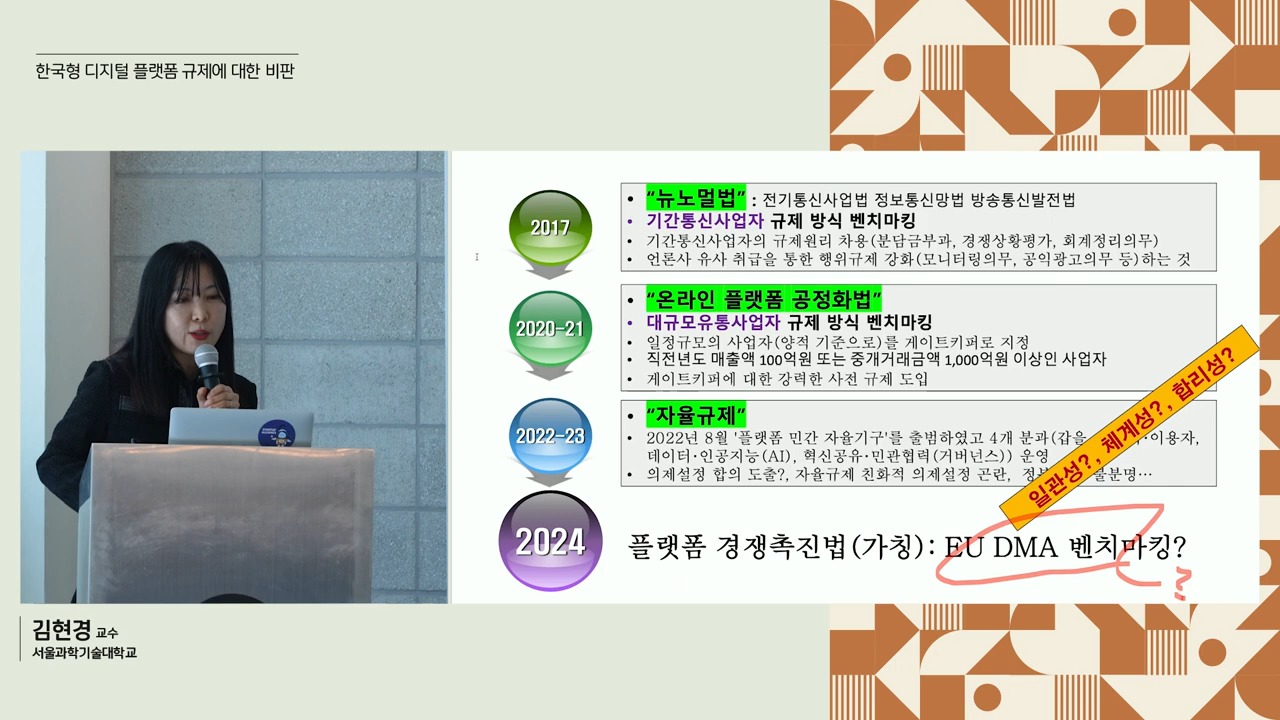 한국형 디지털 플랫폼 규제에 대한 비판
2017
• “뉴노멀법” : 전기통신사업법 정보통신망법 방송통신발전법
• 기간통신사업자 규제 방식 벤치마킹
• 기간통신사업자의 규제원리 차용(분담금부과, 경쟁상황평가, 회계정리의무)
• 언론사 유사 취급을 통한 행위규제 강화(모니터링의무, 공익광고의무 등)하는 것
2020-21
• “온라인 플랫폼 공정화법”
• 대규모유통사업자 규제 방식 벤치마킹
• 일정규모의 사업자(양적 기준으로)를 게이트키퍼로 지정
• 직전년도 매출액 100억원 또는 중개거래금액 1,000억원 이상인 사업자
• 게이트키퍼에 대한 강력한 사전 규제 도입
2022-23
• “자율규제”
• 2022년 8월 '플랫폼 민간 자율기구'를 출범하였고 4개 분과(갑을 ·이용자,
데이터·인공지능(AI), 혁신공유·민관협력(거버넌스)) 운영
• 의제설정 합의 도출?, 자율규제 친화적 의제설정 곤란, 불분명…
일관성?, 체계성?, 합리성?
2024
플랫폼 경쟁촉진법(가칭): EU DMA 벤치마킹?
?
김현경 교수
서울과학기술대학교